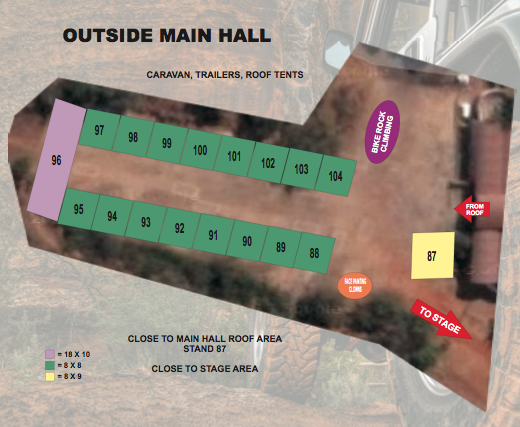 OUTSIDE MAIN HALL
CARAVAN, TRAILERS, ROOF TENTS
97
98
99
100
101
102
103
104
BIKE ROCK
CLIMBING
96
FROM
ROOF
95
94
93
92
91
90
89
88
87
FACE PAINTING
CLOWNS
TO STAGE
CLOSE TO MAIN HALL ROOF AREA
STAND 87
CLOSE TO STAGE AREA
= 18 X 10
= 8 X 8
= 8 X 9